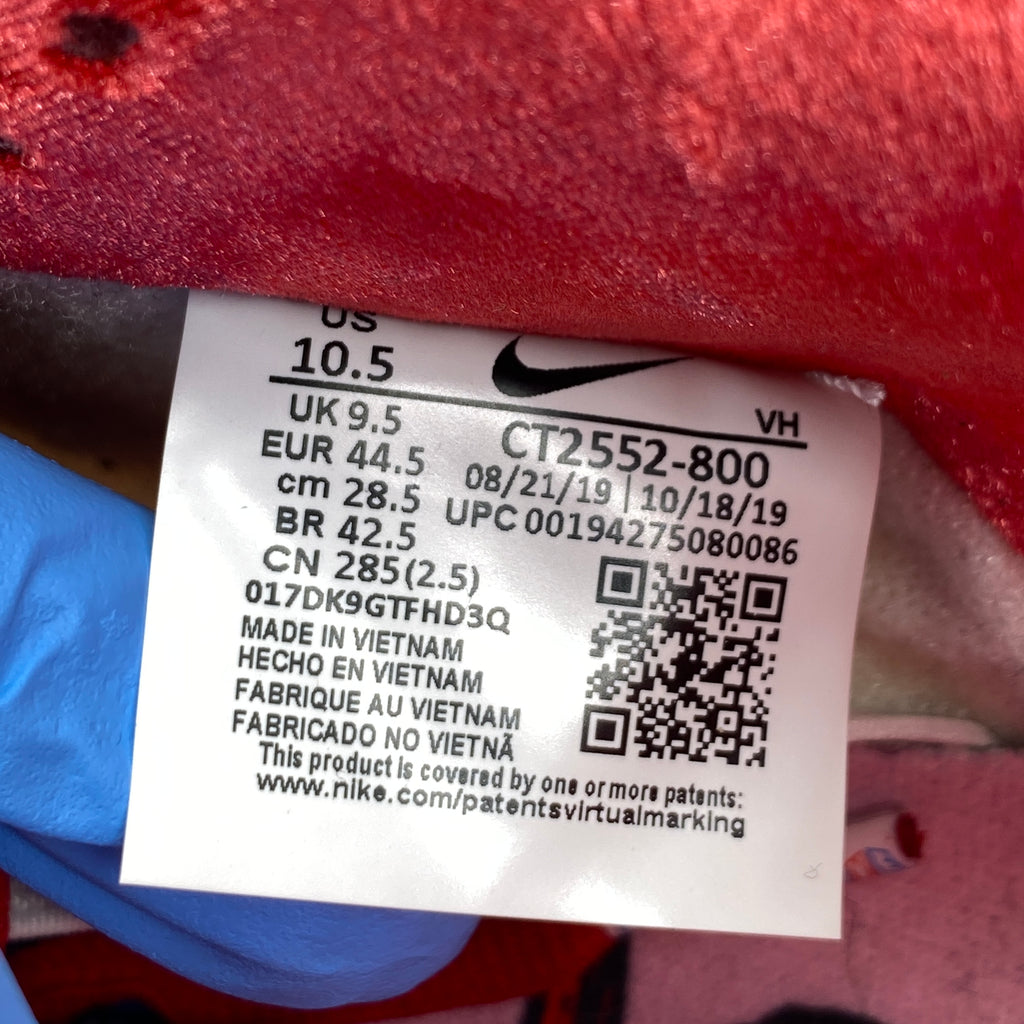 US
10.5
UK 9.5
EUR 44.5
cm 28.5
BR 42.5
CN 285(2.5)
017DK9GTFHD3Q
MADE IN VIETNAM
HECHO EN VIETNAM
FABRIQUE AU VIETNAM
FABRICADO NO VIETNÃ
VH
CT2552-800
08/21/19 | 10/18/19
UPC 00194275080086
This product is covered by one or more patents:
www.nike.com/patentsvirtualmarking